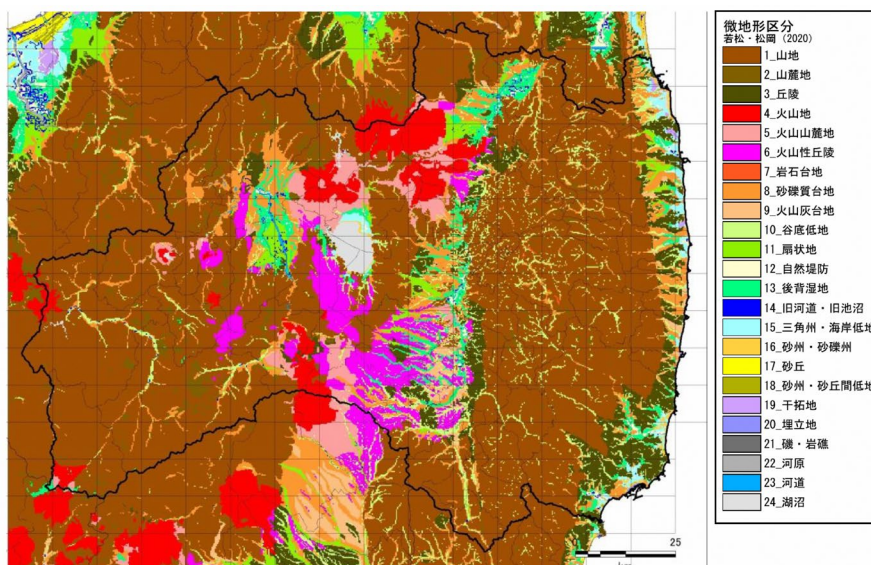 微地形区分
若松・松岡（2020）
1_山地
2_山麓地
3_丘陵
4_火山地
5_火山山麓地
6_火山性丘陵
7_岩石台地
8_砂礫質台地
9_火山灰台地
10_谷底低地
11_扇状地
12_自然堤防
13_後背湿地
14_旧河道・旧池沼
15_三角州・海岸低地
16_砂州・砂礫州
17_砂丘
18_砂州・砂丘間低地
19_干拓地
20_埋立地
21_磯・岩礁
22_河原
23_河道
24_湖沼
25
km